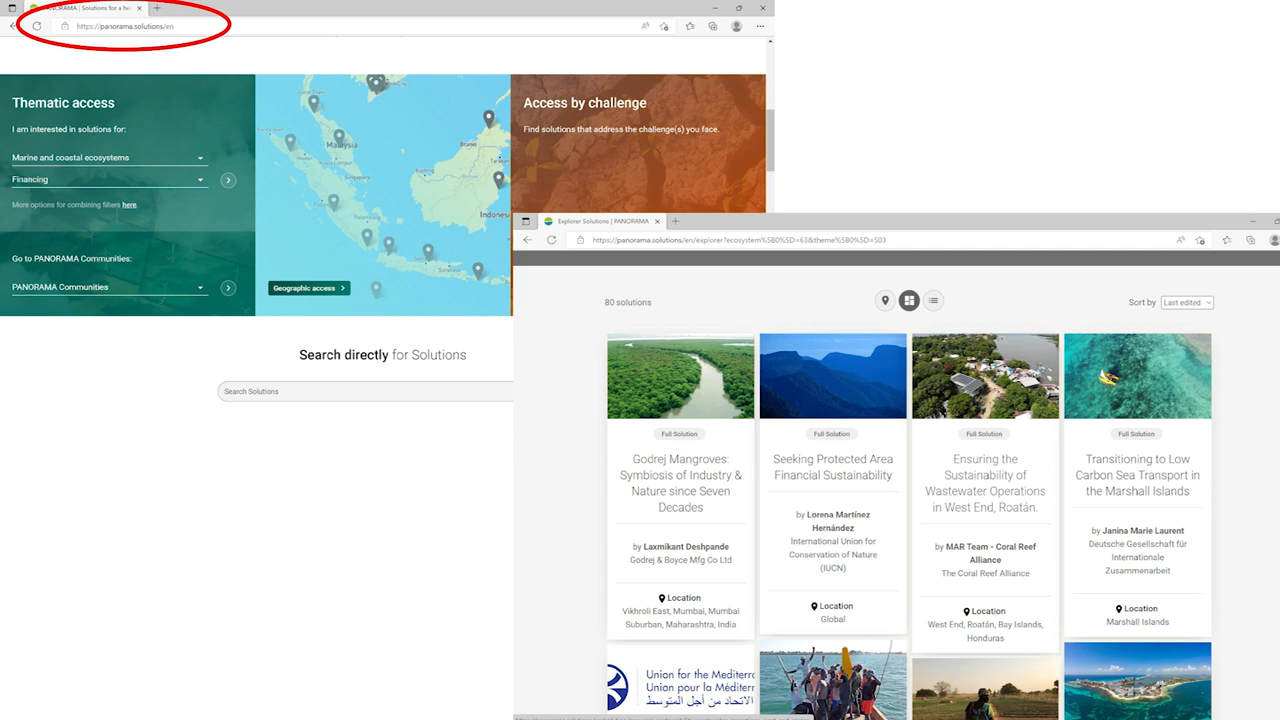 PANORAMA | Solutions for a he
https://panorama.solutions/en
Thematic access
I am interested in solutions for:
Marine and coastal ecosystems
Financing
More options for combining filters here.
Go to PANORAMA Communities:
PANORAMA Communities
Malaysia
Kuala Lumpur
Singapore
Brunei
Kuching
Palembang
Indones
Surabaya
Geographic access
Access by challenge
Find solutions that address the challenge(s) you face.
Search directly for Solutions
Search Solutions
Explorer Solutions | PANORAMA
https://panorama.solutions/en/explorer?ecosystem%5B0%5D=63&theme%5B0%5D=503
80 solutions
Sort by Last edited
Full Solution
Godrej Mangroves:
Symbiosis of Industry &
Nature since Seven
Decades
by Laxmikant Deshpande
Godrej & Boyce Mfg Co Ltd
Location
Vikhroli East, Mumbai, Mumbai
Suburban, Maharashtra, India
Full Solution
Seeking Protected Area
Financial Sustainability
by Lorena Martínez
Hernández
International Union for
Conservation of Nature
(IUCN)
Location
Global
Full Solution
Ensuring the
Sustainability of
Wastewater Operations
in West End, Roatán.
by MAR Team - Coral Reef
Alliance
The Coral Reef Alliance
Location
West End, Roatán, Bay Islands,
Honduras
Full Solution
Transitioning to Low
Carbon Sea Transport in
the Marshall Islands
by Janina Marie Laurent
Deutsche Gesellschaft für
Internationale
Zusammenarbeit
Location
Marshall Islands
Union for the Mediterr
Union pour la Méditerr
الاتحاد من أجل المتوسط